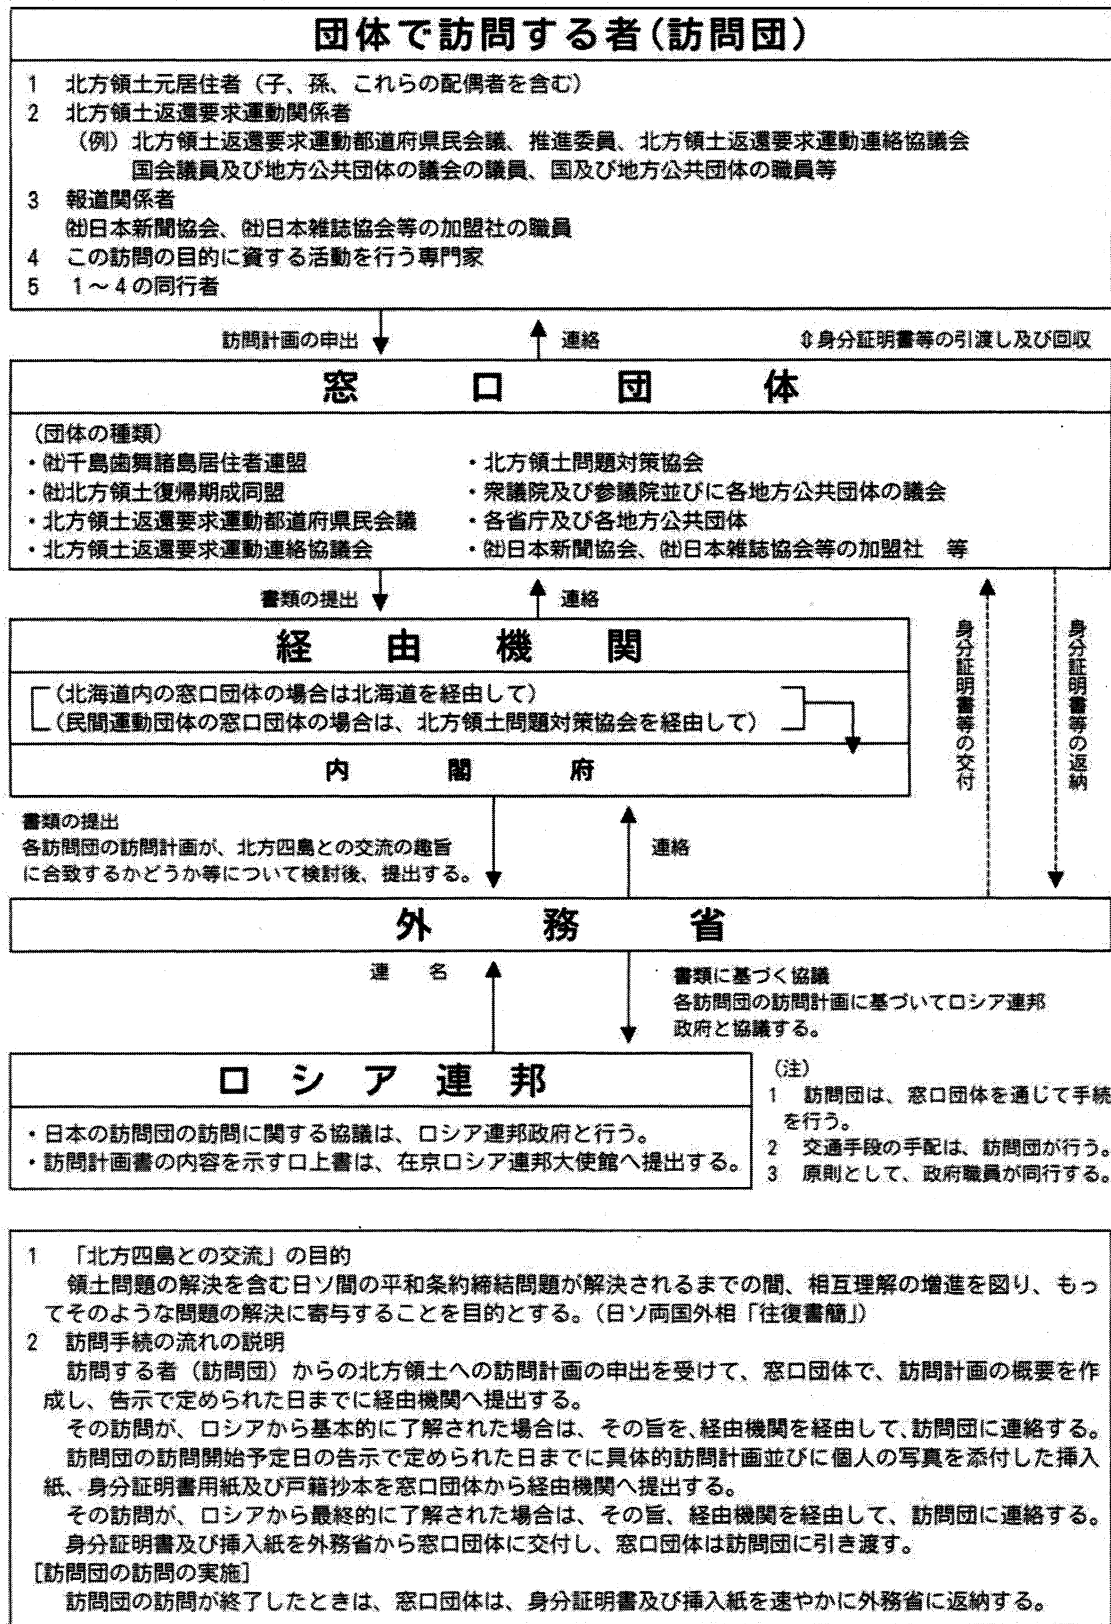 団体で訪問する者(訪問団)
1 北方領土元居住者（子、孫、これらの配偶者を含む）
2 北方領土返還要求運動関係者
（例）北方領土返還要求運動都道府県民会議、推進委員、北方領土返還要求運動連絡協議会
国会議員及び地方公共団体の議会の議員、国及び地方公共団体の職員等
3 報道関係者
㈳日本新聞協会、㈳日本雑誌協会等の加盟社の職員
4 この訪問の目的に資する活動を行う専門家
5 1～4の同行者
訪問計画の申出 連絡 ⇕身分証明書等の引渡し及び回収
窓口団体
（団体の種類）
・㈳千島歯舞諸島居住者連盟 ・北方領土問題対策協会
・㈳北方領土復帰期成同盟 ・衆議院及び参議院並びに各地方公共団体の議会
・北方領土返還要求運動都道府県民会議 ・各省庁及び各地方公共団体
・北方領土返還要求運動連絡協議会 ・㈳日本新聞協会、㈳日本雑誌協会等の加盟社 等
書類の提出 連絡
身分証明書等の交付
身分証明書等の返納
経由機関
（北海道内の窓口団体の場合は北海道を経由して）
（民間運動団体の窓口団体の場合は、北方領土問題対策協会を経由して）
内閣府
書類の提出
各訪問団の訪問計画が、北方四島との交流の趣旨
に合致するかどうか等について検討後、提出する。
連絡
外務省
連名
書類に基づく協議
各訪問団の訪問計画に基づいてロシア連邦
政府と協議する。
ロシア連邦
・日本の訪問団の訪問に関する協議は、ロシア連邦政府と行う。
・訪問計画書の内容を示す口上書は、在京ロシア連邦大使館へ提出する。
（注）
1 訪問団は、窓口団体を通じて手続
を行う。
2 交通手段の手配は、訪問団が行う。
3 原則として、政府職員が同行する。
1 「北方四島との交流」の目的
領土問題の解決を含む日ソ間の平和条約締結問題が解決されるまでの間、相互理解の増進を図り、もっ
てそのような問題の解決に寄与することを目的とする。（日ソ両国外相「往復書簡」）
2 訪問手続の流れの説明
訪問する者（訪問団）からの北方領土への訪問計画の申出を受けて、窓口団体で、訪問計画の概要を作
成し、告示で定められた日までに経由機関へ提出する。
その訪問が、ロシアから基本的に了解された場合は、その旨を、経由機関を経由して、訪問団に連絡する。
訪問団の訪問開始予定日の告示で定められた日までに具体的訪問計画並びに個人の写真を添付した挿入
紙、身分証明書用紙及び戸籍抄本を窓口団体から経由機関へ提出する。
その訪問が、ロシアから最終的に了解された場合は、その旨、経由機関を経由して、訪問団に連絡する。
身分証明書及び挿入紙を外務省から窓口団体に交付し、窓口団体は訪問団に引き渡す。
［訪問団の訪問の実施］
訪問団の訪問が終了したときは、窓口団体は、身分証明書及び挿入紙を速やかに外務省に返納する。